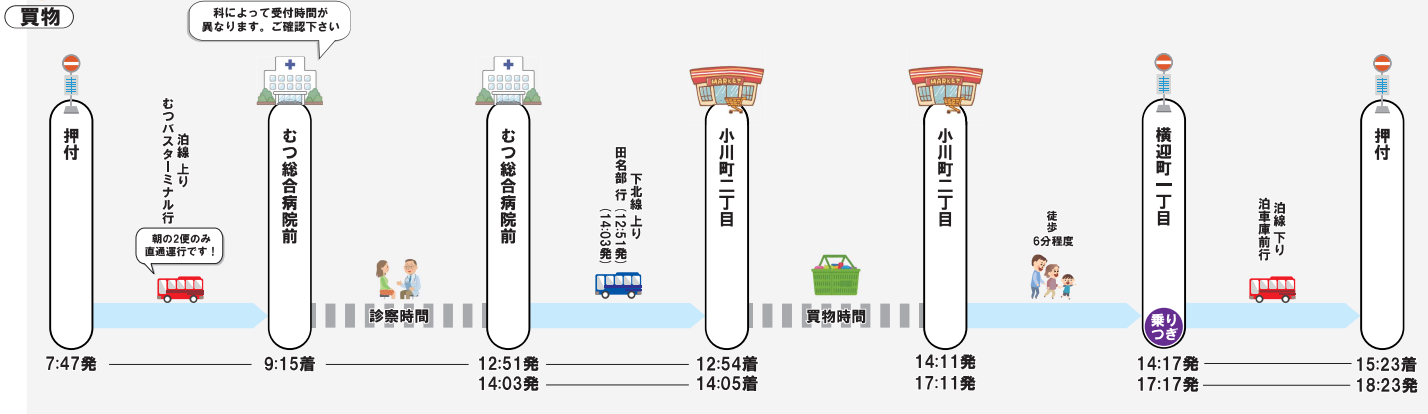 買物
科によって受付時間が
異なります。ご確認下さい
押付
泊線 上り
むつバスターミナル行
朝の2便のみ
直通運行です！
むつ総合病院前
診察時間
むつ総合病院前
下北線 上り
田名部 行 (12:51発)
(14:03発)
MARKET
小川町二丁目
買物時間
MARKET
小川町二丁目
徒歩
6分程度
横迎町一丁目
乗り
つぎ
泊線 下り
泊車庫前行
押付
7:47発
9:15着
12:51発
14:03発
12:54着
14:05着
14:11発
17:11発
14:17発
17:17発
15:23着
18:23発